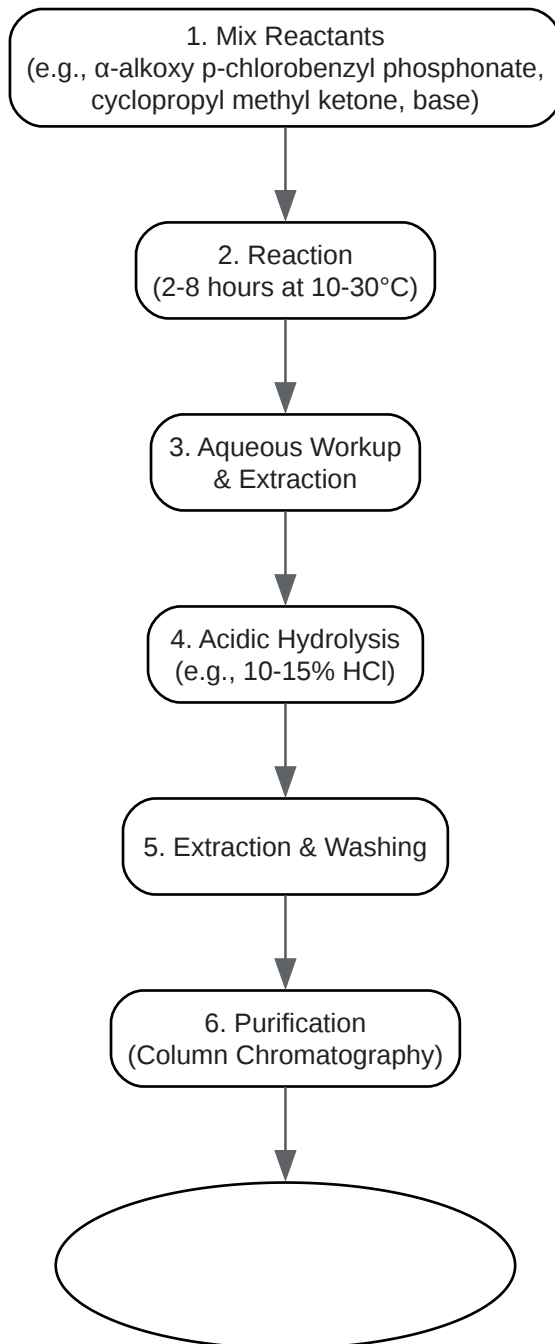 1. Mix Reactants
(e.g., α-alkoxy p-chlorobenzyl phosphonate,
cyclopropyl methyl ketone, base)
2. Reaction
(2-8 hours at 10-30°C)
3. Aqueous Workup
& Extraction
4. Acidic Hydrolysis
(e.g., 10-15% HCl)
5. Extraction & Washing
6. Purification
(Column Chromatography)